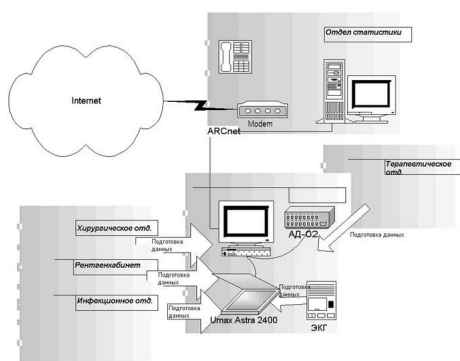 Отдел статистики
Internet
Modem
ARCnet
Терапевтическое
отд.
Хирургическое отд.
Подготовка
данных
АД-02
Подготовка данных
Рентгенкабинет
Подготовка
данных
Инфекционное отд.
Подготовка
данных
Подготовка
данных
Umax Astra 2400
ЭКГ